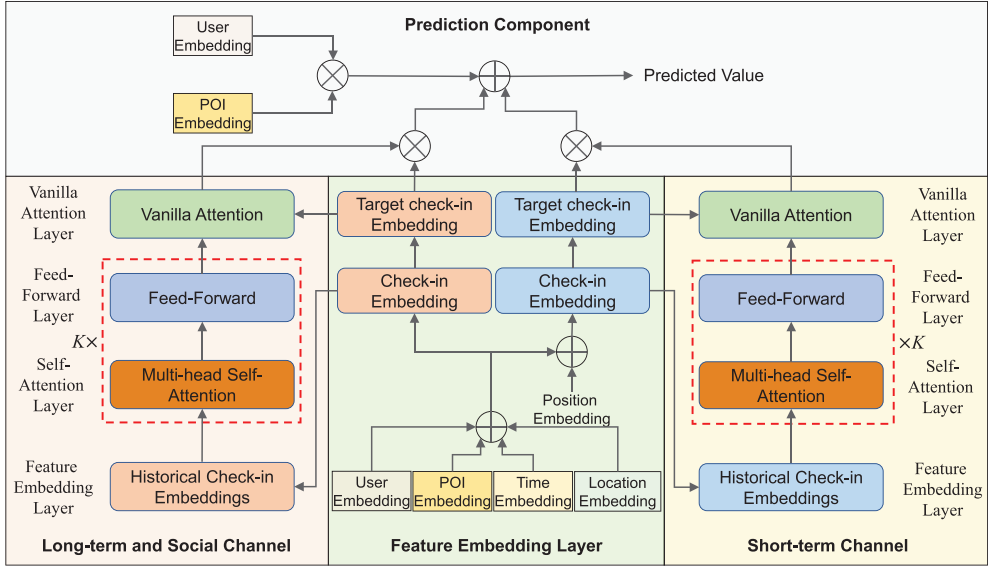 Prediction Component
User
Embedding
POI
Embedding
Predicted Value
Vanilla
Attention
Layer
Vanilla Attention
Feed-
Forward
Layer
Feed-Forward
K×
Self-
Attention
Layer
Multi-head Self-
Attention
Feature
Embedding
Layer
Historical Check-in
Embeddings
Long-term and Social Channel
Target check-in
Embedding
Target check-in
Embedding
Check-in
Embedding
Check-in
Embedding
Position
Embedding
User
Embedding
POI
Embedding
Time
Embedding
Location
Embedding
Feature Embedding Layer
Vanilla Attention
Vanilla
Attention
Layer
Feed-Forward
Feed-
Forward
Layer
×K
Multi-head Self-
Attention
Self-
Attention
Layer
Historical Check-in
Embeddings
Feature
Embedding
Layer
Short-term Channel